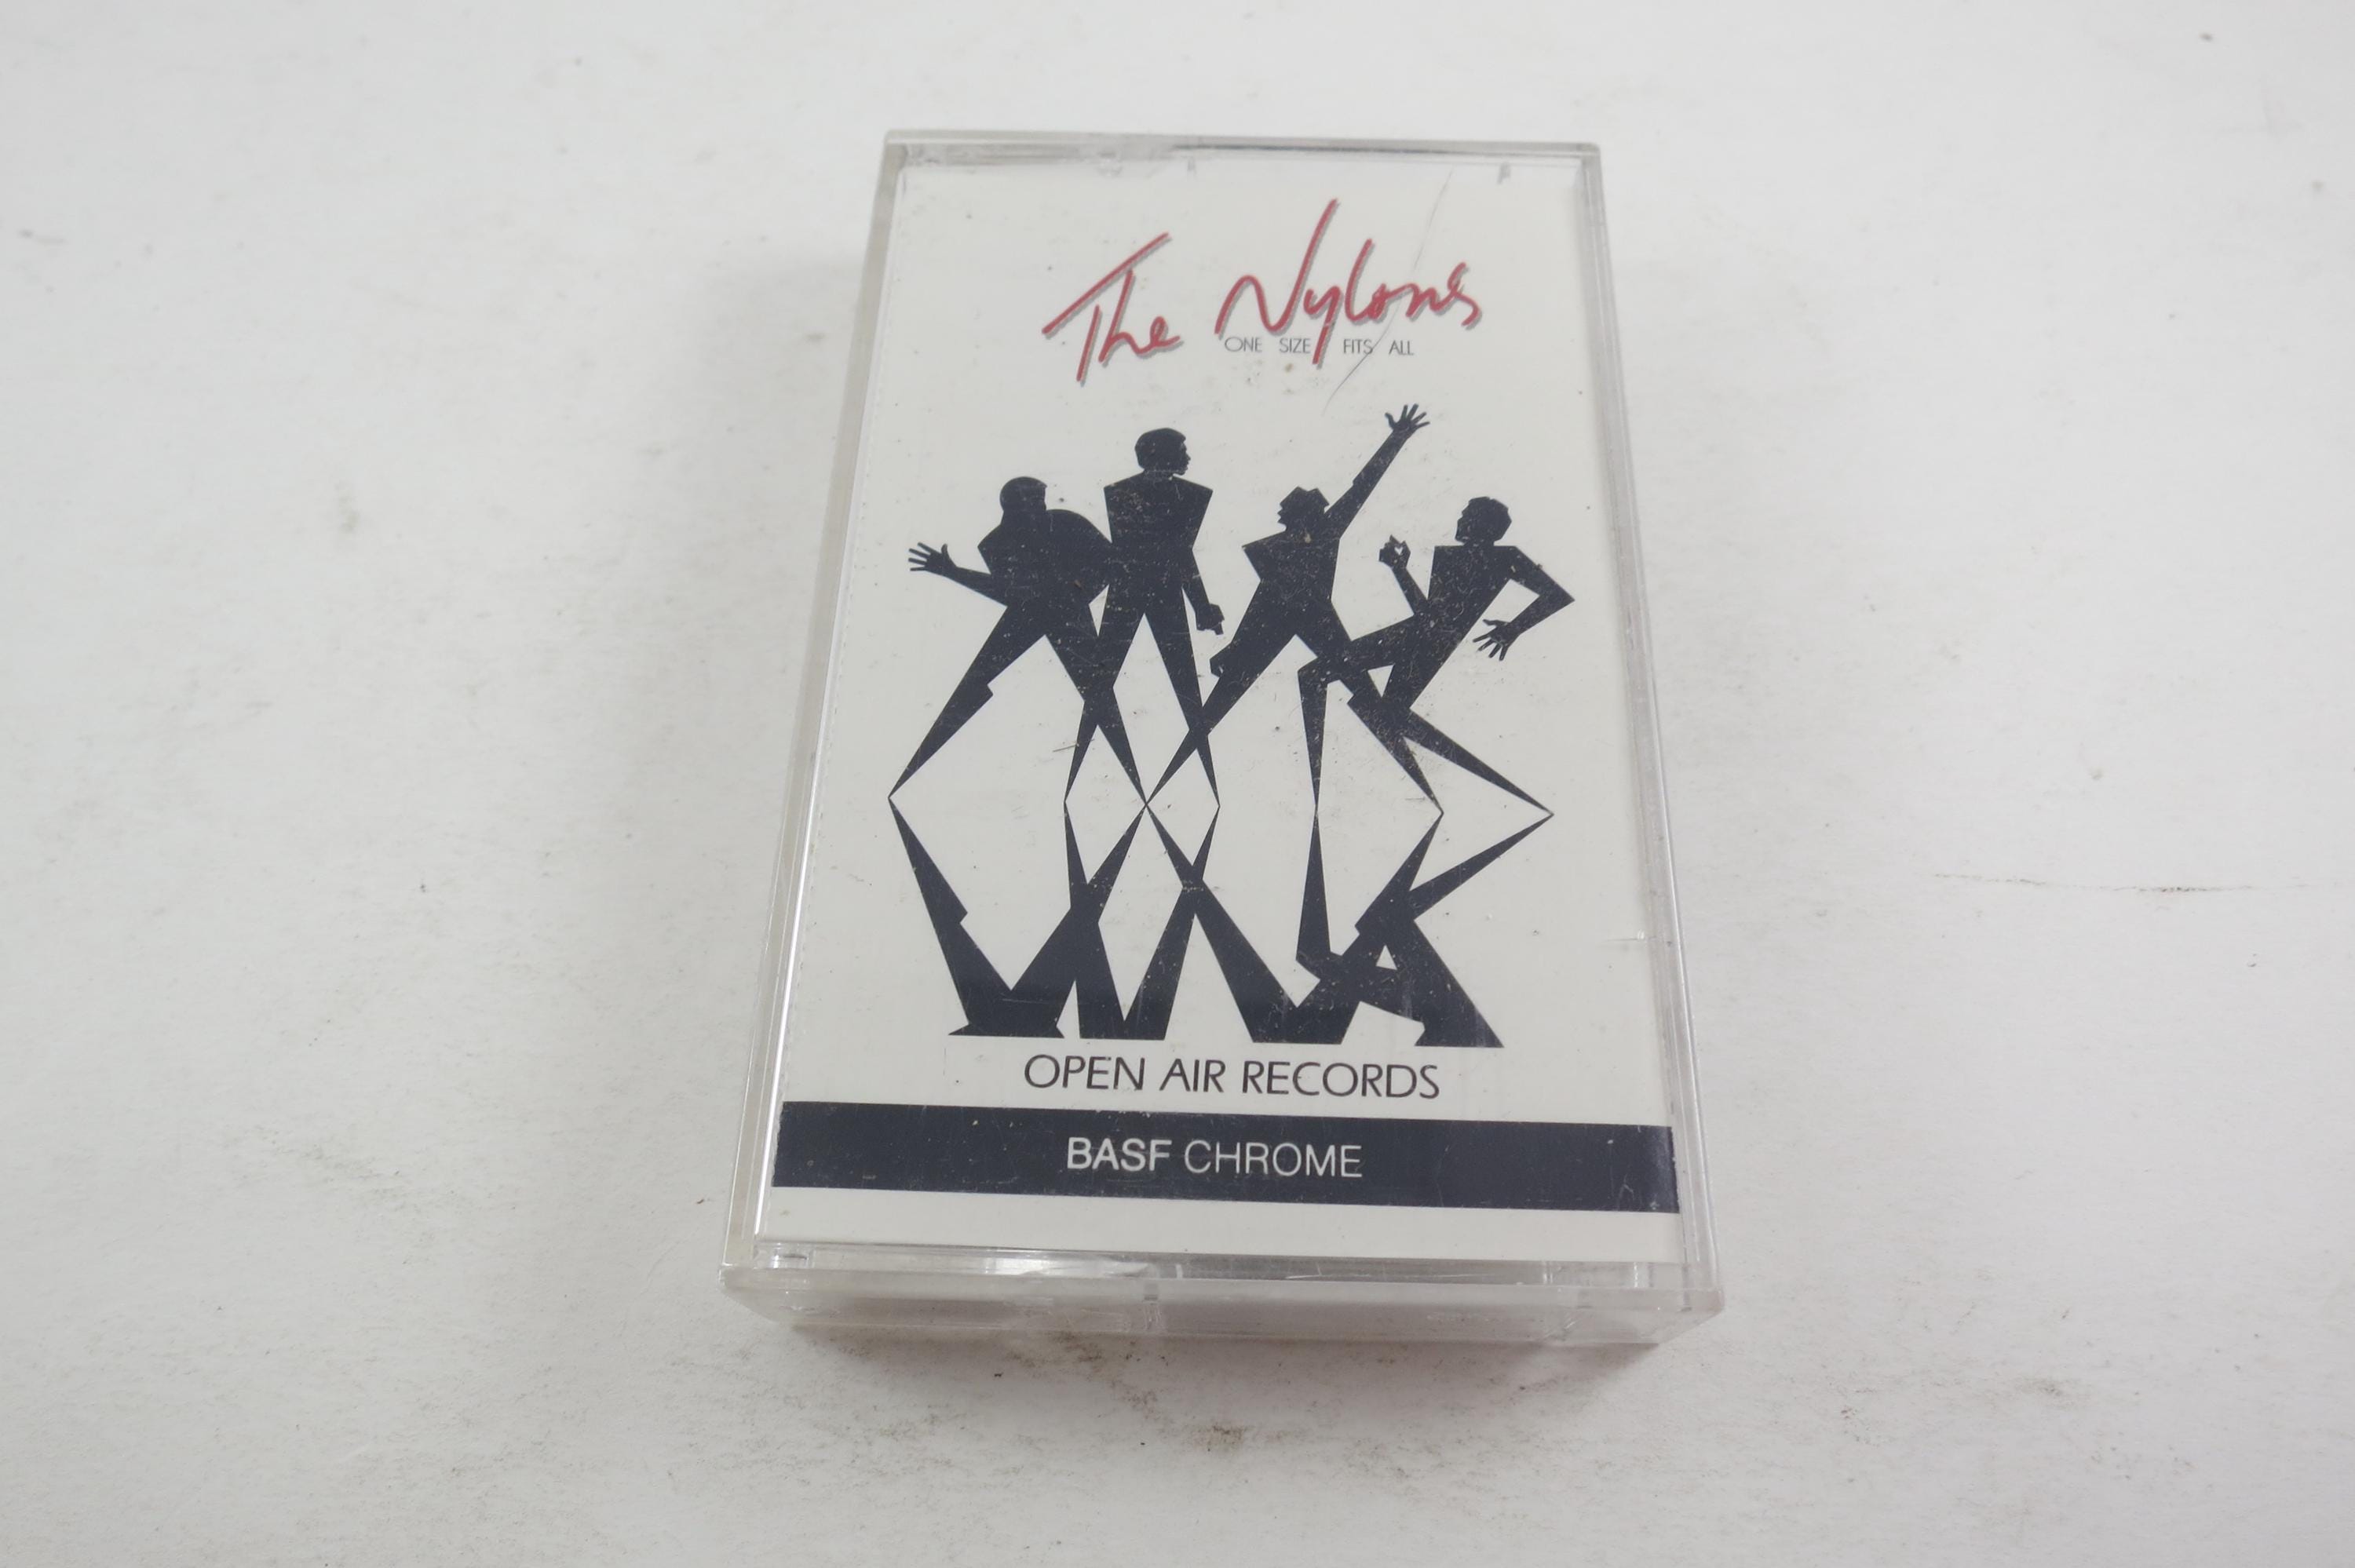 The Nylons
ONE SIZE FITS ALL
OPEN AIR RECORDS
BASF CHROME